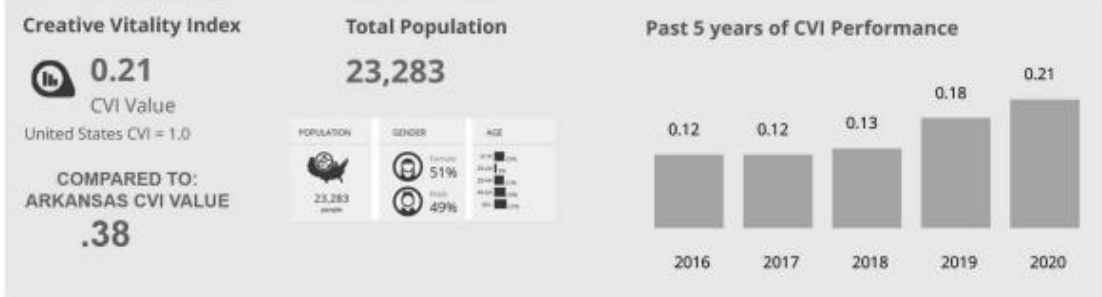 Creative Vitality Index
0.21
CVI Value
United States CVI = 1.0
COMPARED TO:
ARKANSAS CVI VALUE
.38
Total Population
23,283
POPULATION
23,283
people
GENDER
Female
51%
Male
49%
AGE
Past 5 years of CVI Performance
0.12
0.12
0.13
0.18
0.21
2016
2017
2018
2019
2020